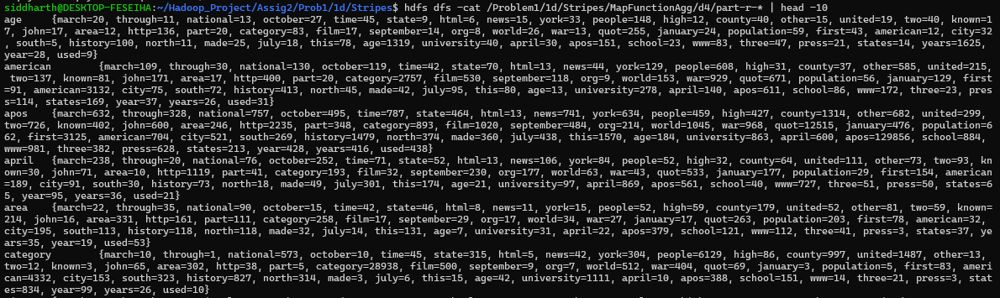 siddharth@DESKTOP-FESEIHA:~/Hadoop_Project/Assig2/Prob1/1d/Stripes$ hdfs dfs -cat /Problem1/1d/Stripes/MapFunctionAgg/d4/part-r-* | head -10
age     {march=20, through=11, national=13, october=27, time=45, state=9, html=6, news=15, york=33, people=148, high=12, county=40, other=15, united=19, two=40, known=1
7, john=17, area=12, http=136, part=20, category=83, film=17, september=14, org=8, world=26, war=13, quot=255, january=24, population=59, first=43, american=12, city=32
, south=5, history=100, north=11, made=25, july=18, this=78, age=1319, university=40, april=30, apos=151, school=23, www=83, three=47, press=21, states=14, years=1625,
year=28, used=9}
american        {march=109, through=30, national=130, october=119, time=42, state=70, html=13, news=44, york=129, people=608, high=31, county=37, other=585, united=215,
 two=137, known=81, john=171, area=17, http=400, part=20, category=2757, film=530, september=118, org=9, world=153, war=929, quot=671, population=56, january=129, first
=91, american=3132, city=75, south=72, history=413, north=45, made=42, july=95, this=80, age=13, university=278, april=140, apos=611, school=86, www=172, three=23, pres
s=114, states=169, year=37, years=26, used=31}
apos    {march=632, through=328, national=757, october=495, time=787, state=464, html=13, news=741, york=634, people=459, high=427, county=1314, other=682, united=299,
two=726, known=402, john=600, area=246, http=2235, part=348, category=893, film=1020, september=484, org=214, world=1045, war=968, quot=12515, january=476, population=6
62, first=3125, american=704, city=521, south=269, history=1479, north=374, made=360, july=438, this=1570, age=184, university=863, april=600, apos=129856, school=884,
www=981, three=382, press=628, states=213, year=428, years=416, used=438}
april   {march=238, through=20, national=76, october=252, time=71, state=52, html=13, news=106, york=84, people=52, high=32, county=64, united=111, other=73, two=93, kn
own=30, john=71, area=10, http=1119, part=41, category=193, film=32, september=230, org=177, world=63, war=43, quot=533, january=177, population=29, first=154, american
=189, city=91, south=30, history=73, north=18, made=49, july=301, this=174, age=21, university=97, april=869, apos=561, school=40, www=727, three=51, press=50, states=6
5, year=95, years=36, used=21}
area    {march=22, through=35, national=90, october=15, time=42, state=46, html=8, news=11, york=15, people=52, high=59, county=179, united=52, other=81, two=59, known=
214, john=16, area=331, http=161, part=111, category=258, film=17, september=29, org=17, world=34, war=27, january=17, quot=263, population=203, first=78, american=32,
city=195, south=113, history=118, north=118, made=32, july=14, this=131, age=7, university=31, april=22, apos=379, school=121, www=112, three=41, press=3, states=37, ye
ars=35, year=19, used=53}
category        {march=10, through=1, national=573, october=10, time=45, state=315, html=5, news=42, york=304, people=6129, high=86, county=997, united=1487, other=13,
two=12, known=3, john=65, area=302, http=38, part=5, category=28938, film=500, september=9, org=7, world=512, war=404, quot=69, january=3, population=5, first=83, ameri
can=4332, city=153, south=323, history=827, north=314, made=3, july=6, this=15, age=42, university=1111, april=10, apos=388, school=151, www=14, three=21, press=3, stat
es=834, year=99, years=26, used=10}